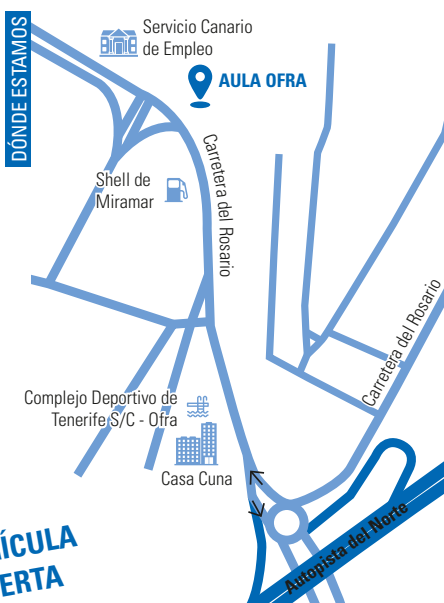 DÓNDE ESTAMOS
Servicio Canario
de Empleo
AULA OFRA
Carretera del Rosario
Shell de
Miramar
Carretera del Rosario
Complejo Deportivo de
Tenerife S/C - Ofra
Casa Cuna
Autopista del Norte
ÍCULA
ERTA